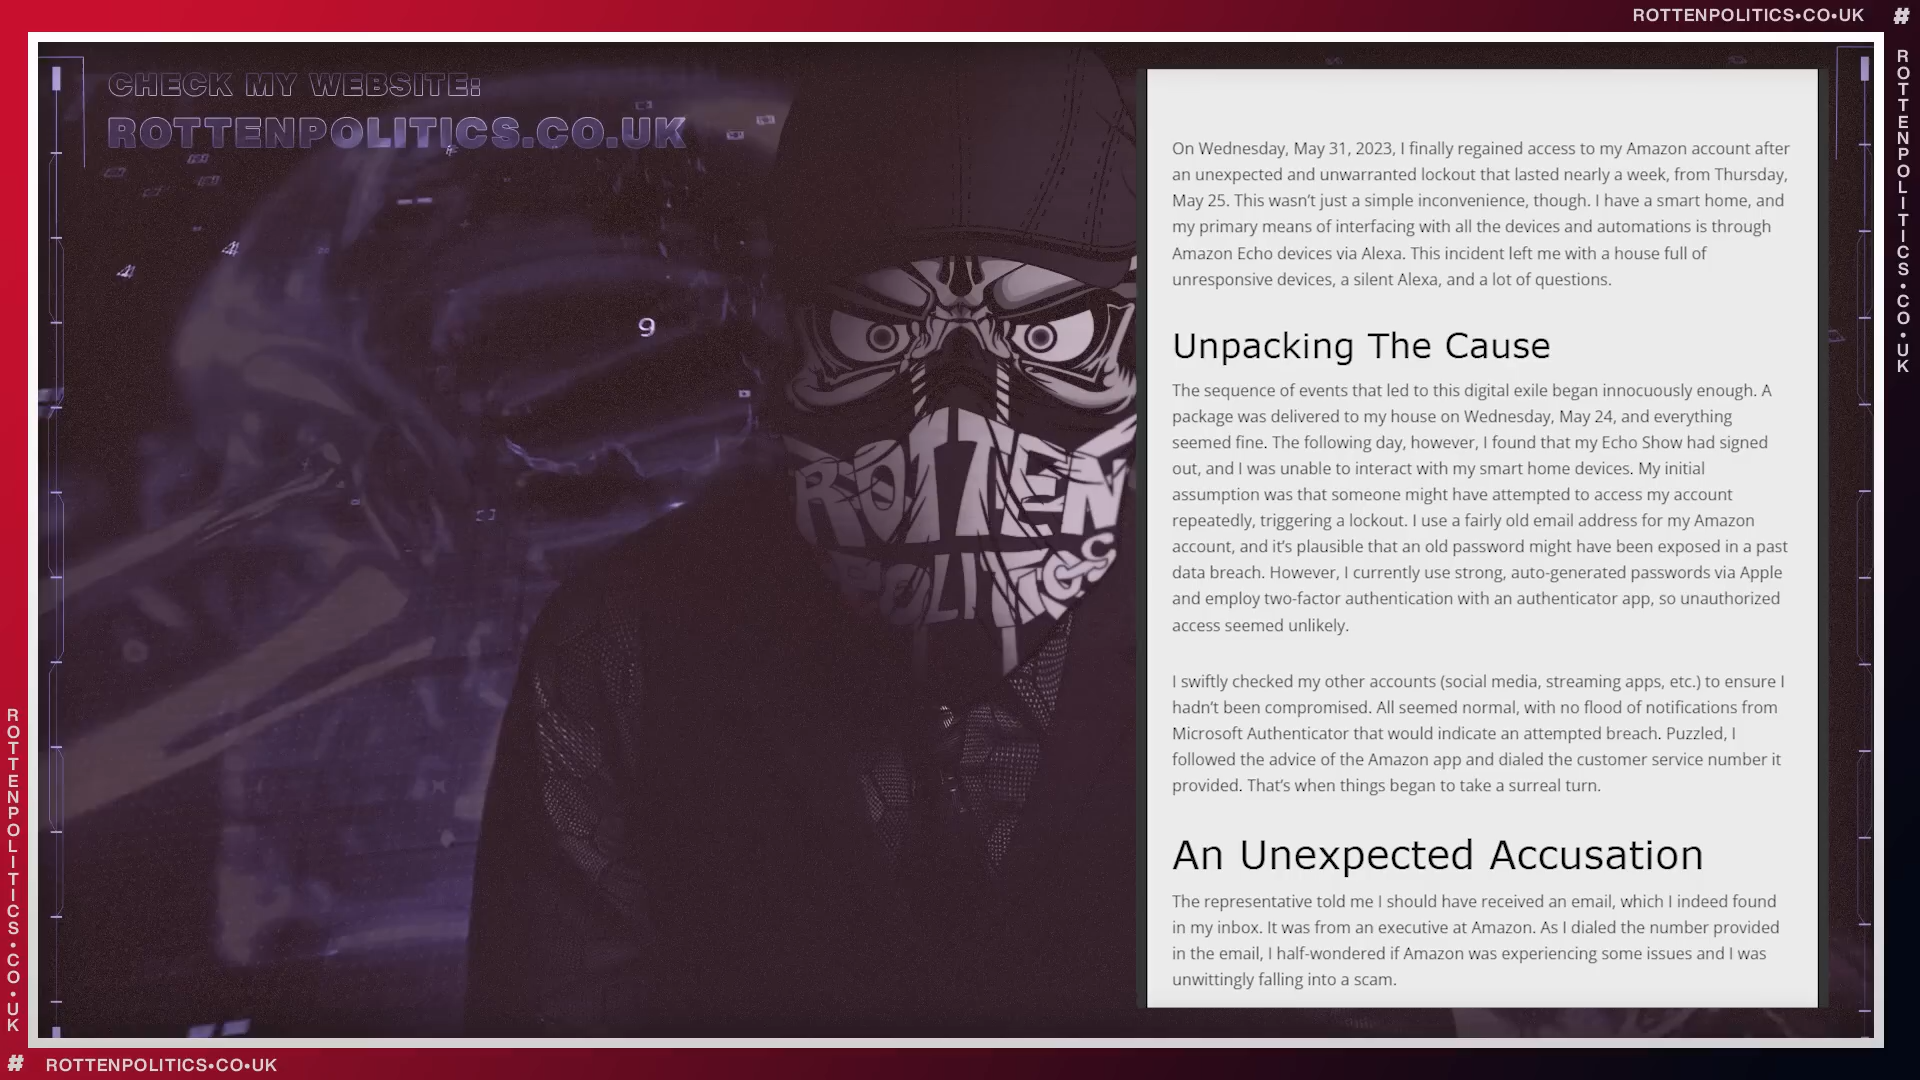 ROTTENPOLITICS•CO•UK #
ROTTENPOLITICS•CO•UK
CHECK MY WEBSITE:
ROTTENPOLITICS.CO.UK
9
ROTTEN
POLITICS
On Wednesday, May 31, 2023, I finally regained access to my Amazon account after
an unexpected and unwarranted lockout that lasted nearly a week, from Thursday,
May 25. This wasn't just a simple inconvenience, though. I have a smart home, and
my primary means of interfacing with all the devices and automations is through
Amazon Echo devices via Alexa. This incident left me with a house full of
unresponsive devices, a silent Alexa, and a lot of questions.
Unpacking The Cause
The sequence of events that led to this digital exile began innocuously enough. A
package was delivered to my house on Wednesday, May 24, and everything
seemed fine. The following day, however, I found that my Echo Show had signed
out, and I was unable to interact with my smart home devices. My initial
assumption was that someone might have attempted to access my account
repeatedly, triggering a lockout. I use a fairly old email address for my Amazon
account, and it's plausible that an old password might have been exposed in a past
data breach. However, I currently use strong, auto-generated passwords via Apple
and employ two-factor authentication with an authenticator app, so unauthorized
access seemed unlikely.
I swiftly checked my other accounts (social media, streaming apps, etc.) to ensure I
hadn't been compromised. All seemed normal, with no flood of notifications from
Microsoft Authenticator that would indicate an attempted breach. Puzzled, I
followed the advice of the Amazon app and dialed the customer service number it
provided. That's when things began to take a surreal turn.
An Unexpected Accusation
The representative told me I should have received an email, which I indeed found
in my inbox. It was from an executive at Amazon. As I dialed the number provided
in the email, I half-wondered if Amazon was experiencing some issues and I was
unwittingly falling into a scam.
ROTTENPOLITICS•CO•UK
# ROTTENPOLITICS•CO•UK